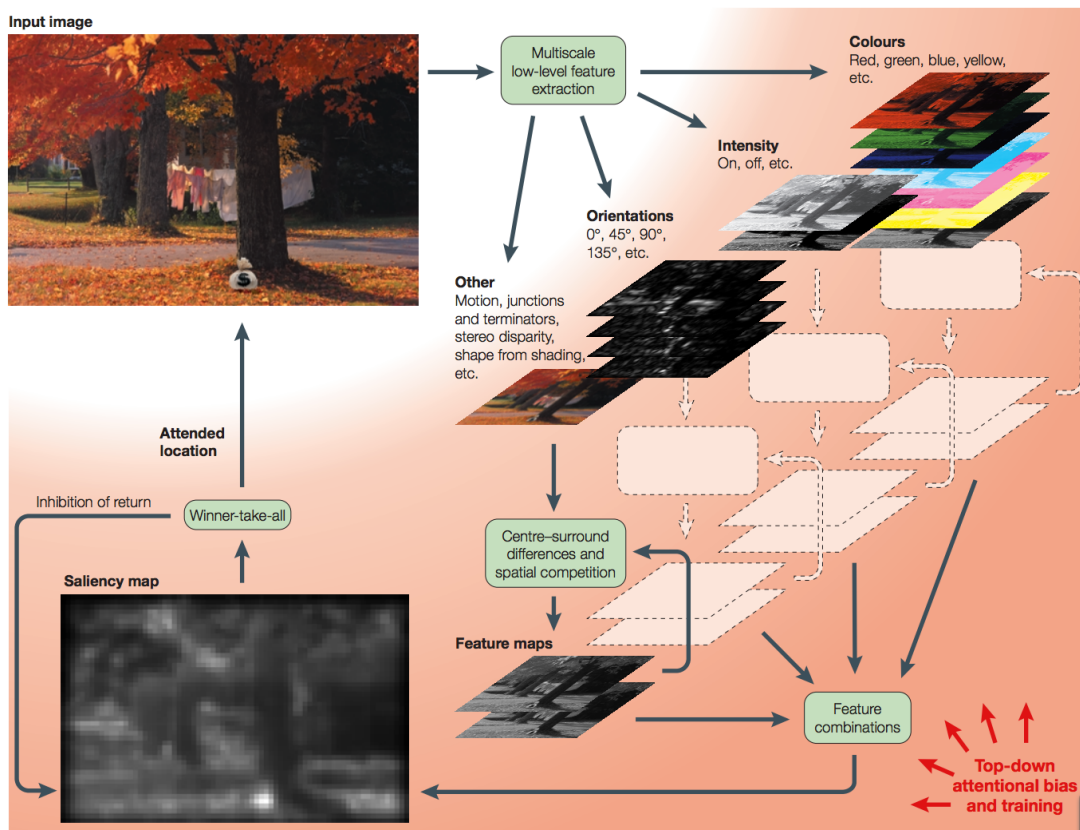 Input image
S
Multiscale
low-level feature
extraction
Colours
Red, green, blue, yellow,
etc.
Intensity
On, off, etc.
Orientations
0°, 45°, 90°,
135°, etc.
Other
Motion, junctions
and terminators,
stereo disparity,
shape from shading,
etc.
Attended
location
Inhibition of return
Winner-take-all
Centre–surround
differences and
spatial competition
Saliency map
Feature maps
Feature
combinations
Top-down
attentional bias
and training